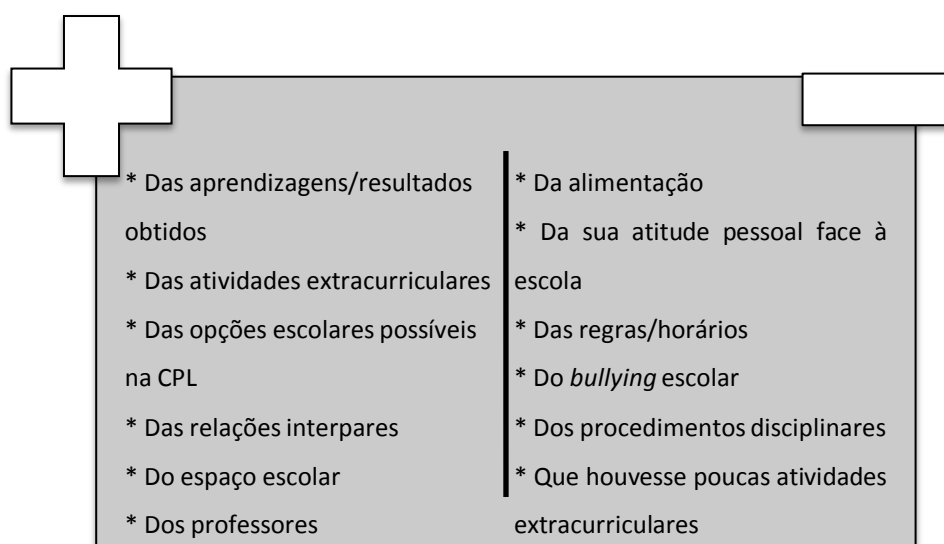 * Das aprendizagens/resultados
obtidos
* Das atividades extracurriculares
* Das opções escolares possíveis
na CPL
* Das relações interpares
* Do espaço escolar
* Dos professores
* Da alimentação
* Da sua atitude pessoal face à
escola
* Das regras/horários
* Do bullying escolar
* Dos procedimentos disciplinares
* Que houvesse poucas atividades
extracurriculares